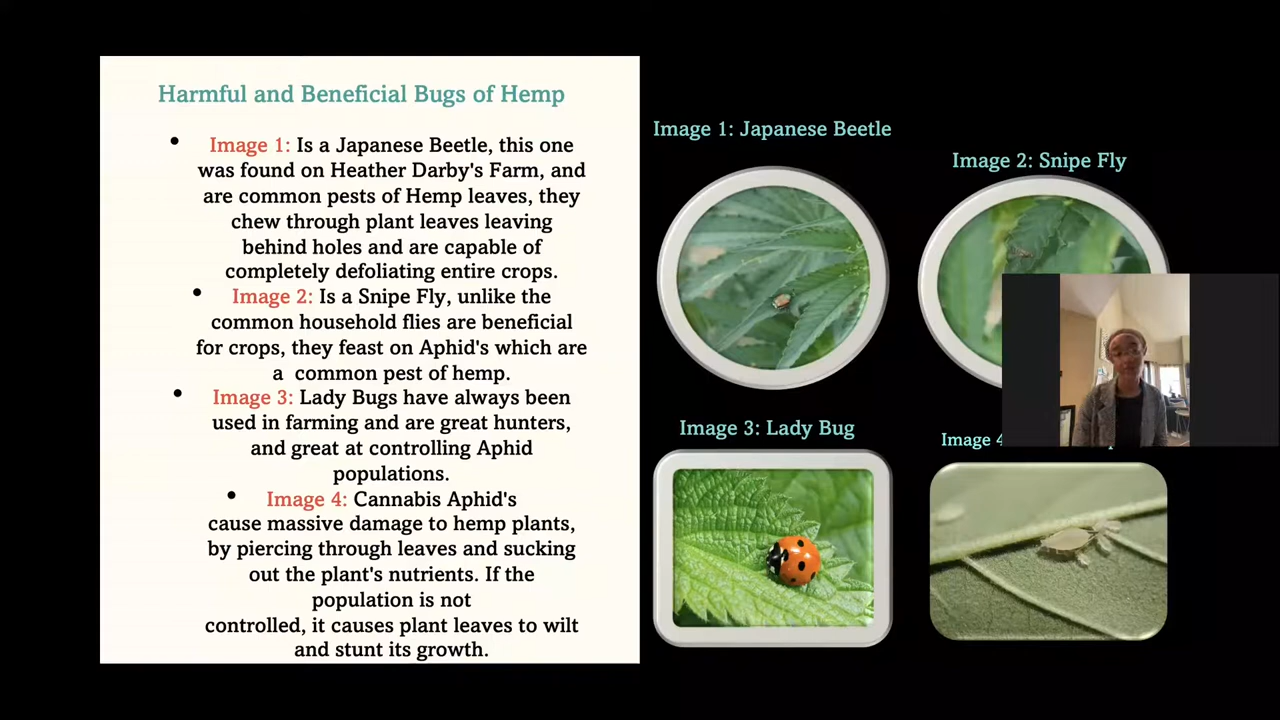 Harmful and Beneficial Bugs of Hemp
• Image 1: Is a Japanese Beetle, this one
was found on Heather Darby's Farm, and
are common pests of Hemp leaves, they
chew through plant leaves leaving
behind holes and are capable of
completely defoliating entire crops.
• Image 2: Is a Snipe Fly, unlike the
common household flies are beneficial
for crops, they feast on Aphid's which are
a common pest of hemp.
• Image 3: Lady Bugs have always been
used in farming and are great hunters,
and great at controlling Aphid
populations.
• Image 4: Cannabis Aphid's
cause massive damage to hemp plants,
by piercing through leaves and sucking
out the plant's nutrients. If the
population is not
controlled, it causes plant leaves to wilt
and stunt its growth.
Image 1: Japanese Beetle
Image 2: Snipe Fly
Image 3: Lady Bug
Image 4